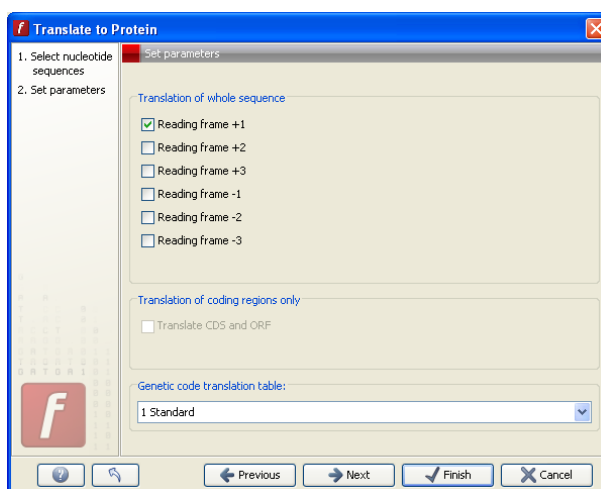 Translate to Protein
1. Select nucleotide
sequences
2. Set parameters
Set parameters
Translation of whole sequence
Reading frame +1
Reading frame +2
Reading frame +3
Reading frame -1
Reading frame -2
Reading frame -3
Translation of coding regions only
Translate CDS and ORF
Genetic code translation table:
1 Standard
Previous
Next
Finish
Cancel